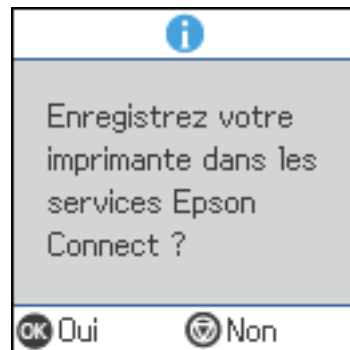 Enregistrez votre
imprimante dans les
services Epson
Connect ?
OK Oui Non